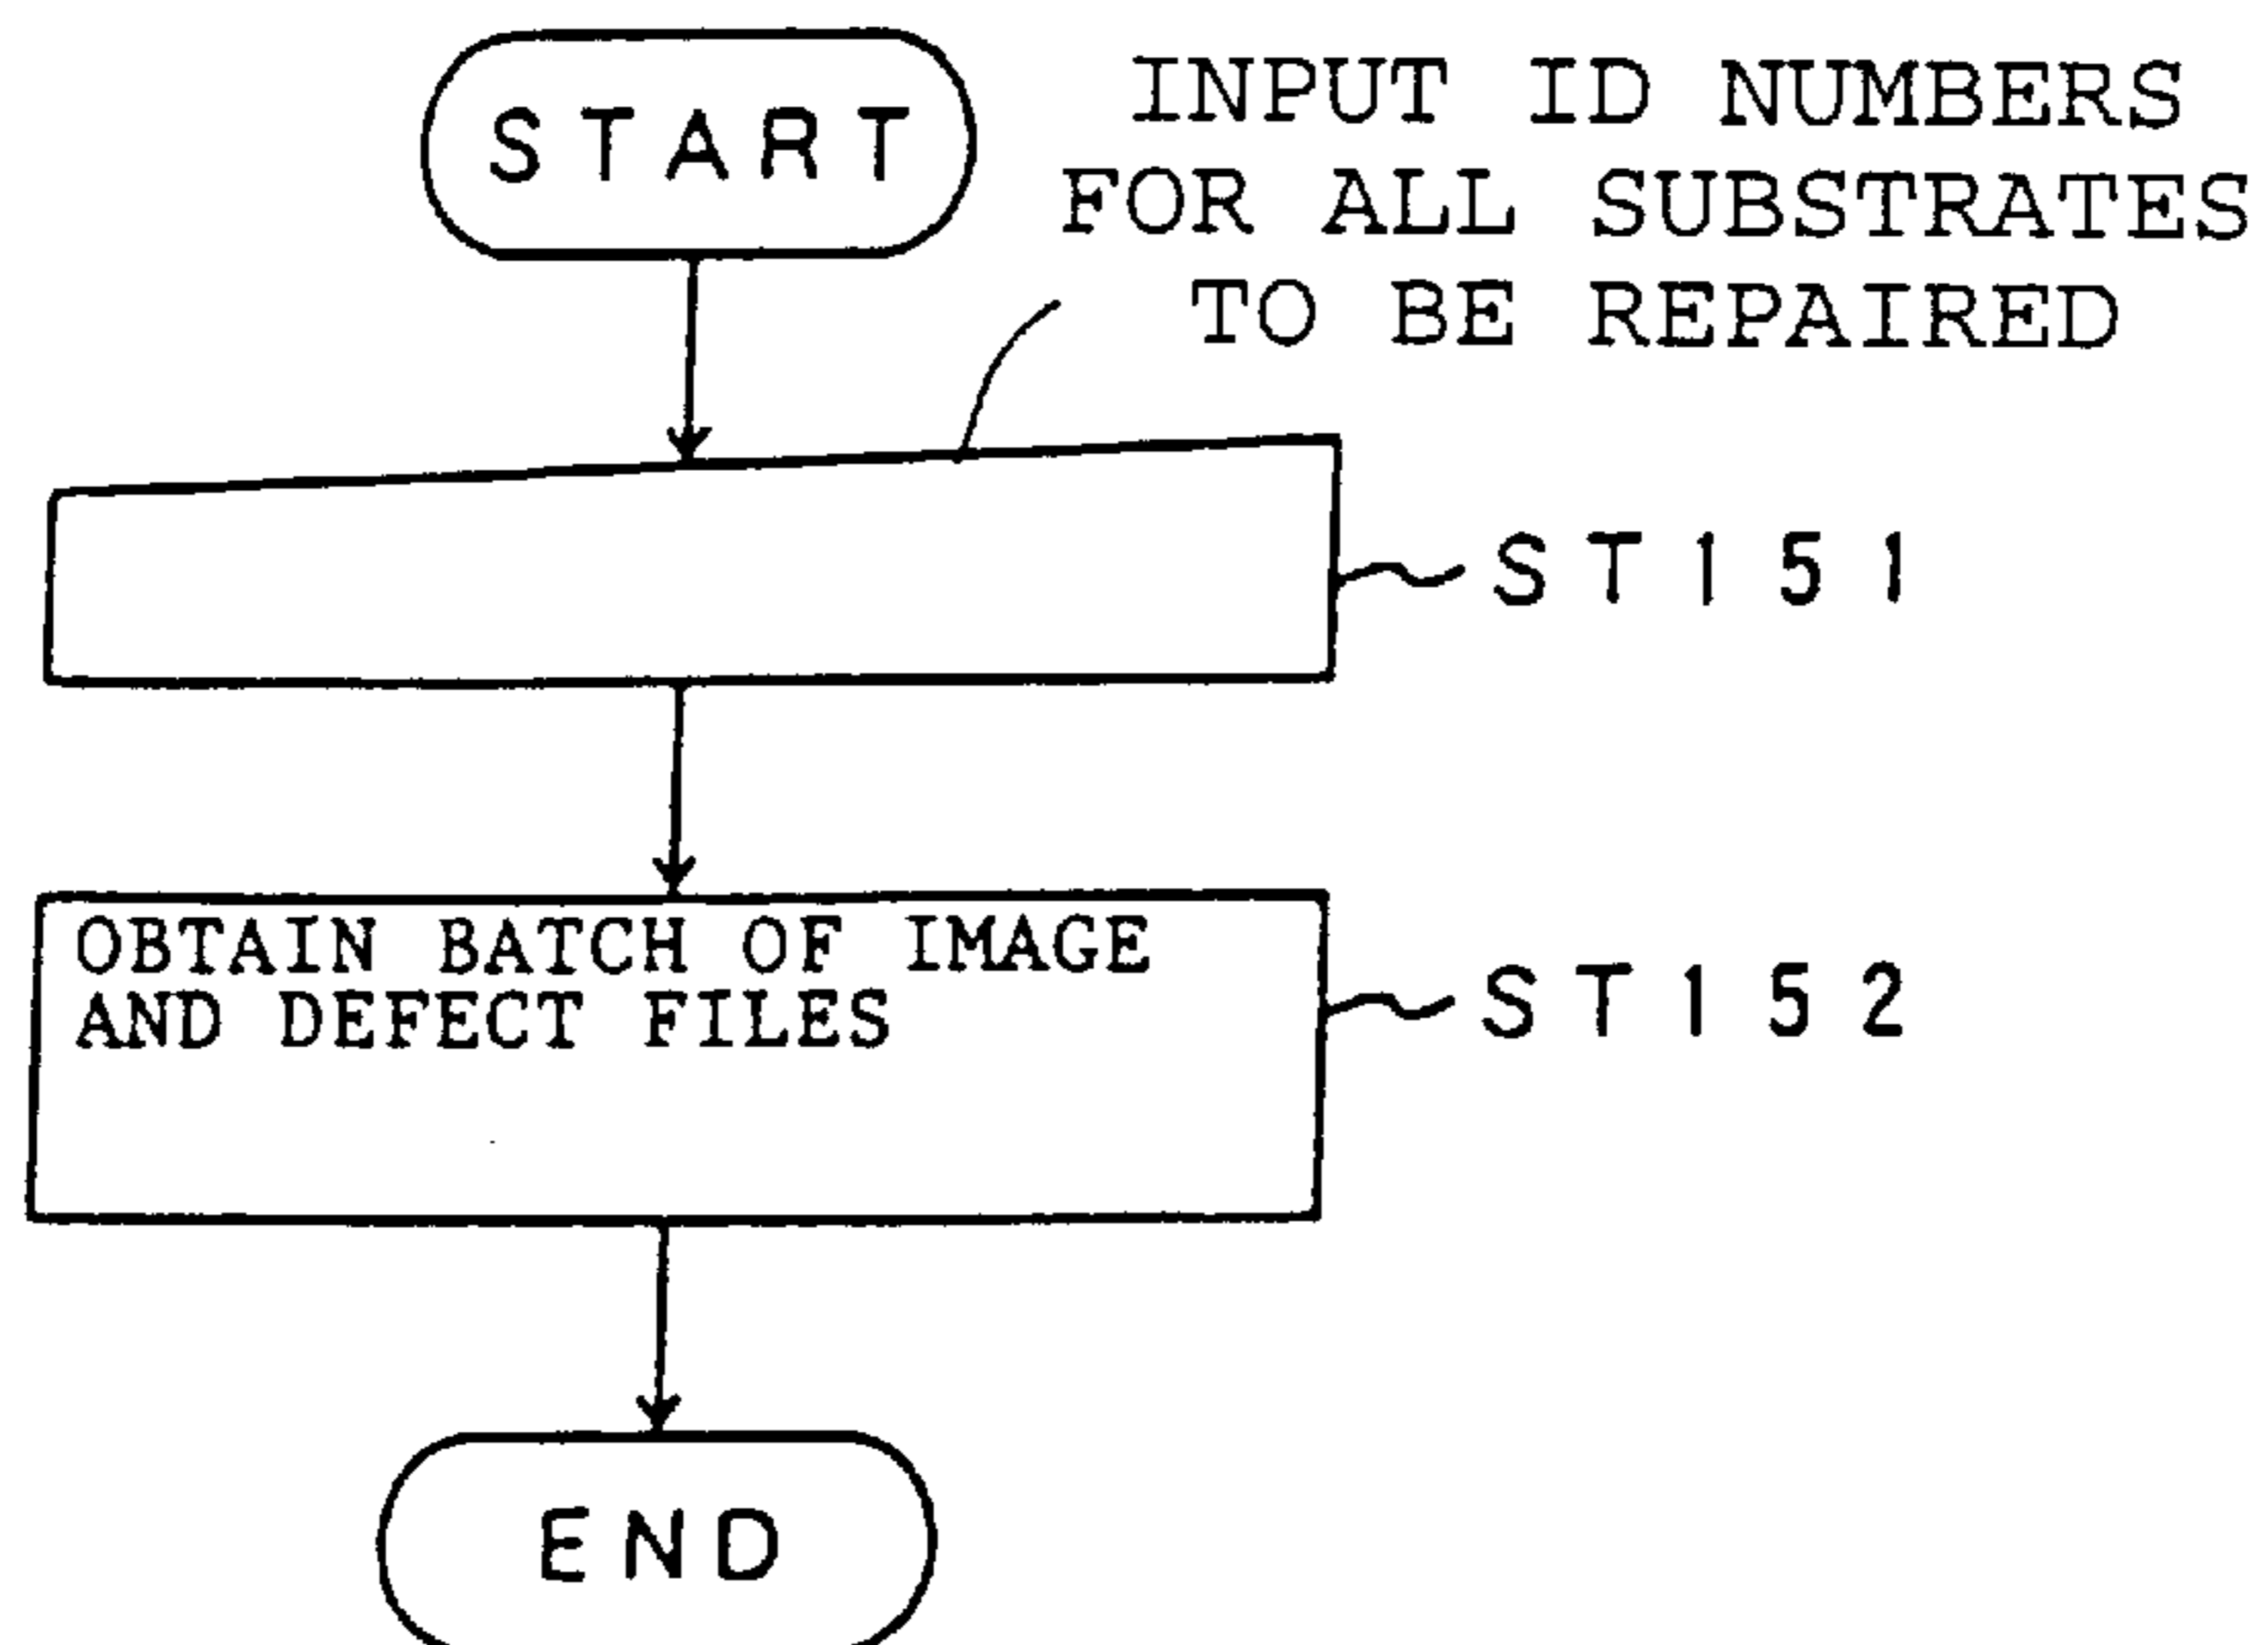 START
INPUT ID NUMBERS
FOR ALL SUBSTRATES
TO BE REPAIRED
ST151
OBTAIN BATCH OF IMAGE
AND DEFECT FILES
ST152
END